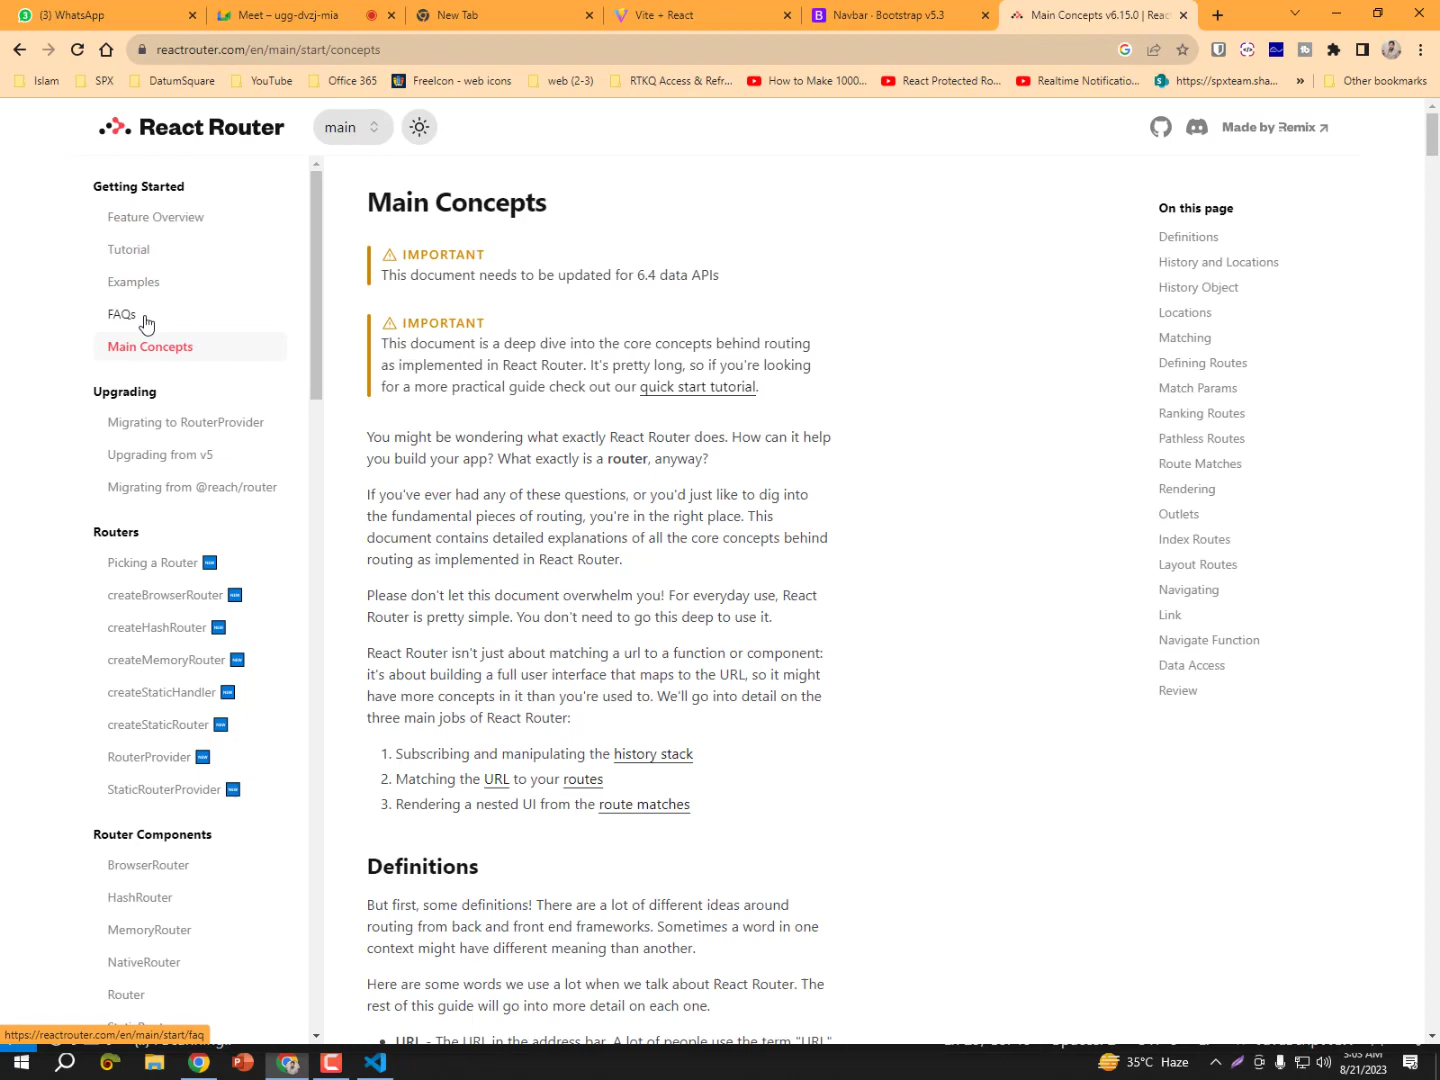 (3) WhatsApp
Meet – ugg-dvzj-mia
New Tab
Vite + React
Navbar · Bootstrap v5.3
Main Concepts v6.15.0 | Reac
reactrouter.com/en/main/start/concepts
Islam
SPX
DatumSquare
YouTube
Office 365
FreeIcon - web icons
web (2-3)
RTKQ Access & Refr...
How to Make 1000...
React Protected Ro...
Realtime Notificatio...
https://spxteam.sha...
»
Other bookmarks
React Router
main
Made by Remix
Getting Started
Feature Overview
Tutorial
Examples
FAQs
Main Concepts
Upgrading
Migrating to RouterProvider
Upgrading from v5
Migrating from @reach/router
Routers
Picking a Router
createBrowserRouter
createHashRouter
createMemoryRouter
createStaticHandler
createStaticRouter
RouterProvider
StaticRouterProvider
Router Components
BrowserRouter
HashRouter
MemoryRouter
NativeRouter
Router
Main Concepts
IMPORTANT
This document needs to be updated for 6.4 data APIs
IMPORTANT
This document is a deep dive into the core concepts behind routing
as implemented in React Router. It's pretty long, so if you're looking
for a more practical guide check out our quick start tutorial.
You might be wondering what exactly React Router does. How can it help
you build your app? What exactly is a router, anyway?
If you've ever had any of these questions, or you'd just like to dig into
the fundamental pieces of routing, you're in the right place. This
document contains detailed explanations of all the core concepts behind
routing as implemented in React Router.
Please don't let this document overwhelm you! For everyday use, React
Router is pretty simple. You don't need to go this deep to use it.
React Router isn't just about matching a url to a function or component:
it's about building a full user interface that maps to the URL, so it might
have more concepts in it than you're used to. We'll go into detail on the
three main jobs of React Router:
1. Subscribing and manipulating the history stack
2. Matching the URL to your routes
3. Rendering a nested UI from the route matches
Definitions
But first, some definitions! There are a lot of different ideas around
routing from back and front end frameworks. Sometimes a word in one
context might have different meaning than another.
Here are some words we use a lot when we talk about React Router. The
rest of this guide will go into more detail on each one.
• URL - The URL in the address bar. A lot of people use the term "URL"
On this page
Definitions
History and Locations
History Object
Locations
Matching
Defining Routes
Match Params
Ranking Routes
Pathless Routes
Route Matches
Rendering
Outlets
Index Routes
Layout Routes
Navigating
Link
Navigate Function
Data Access
Review
https://reactrouter.com/en/main/start/faq
35°C Haze
3:05 AM
8/21/2023